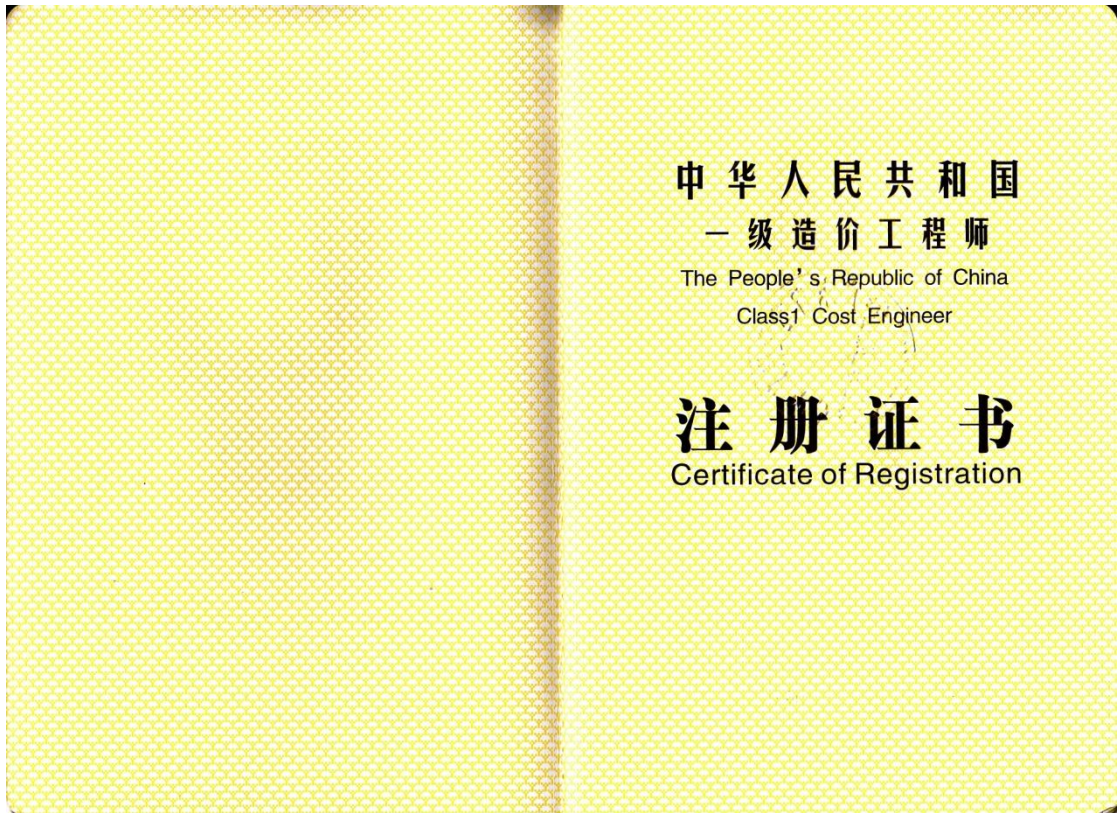 中华人民共和国
一级造价工程师
The People's Republic of China
Class1 Cost Engineer
注册证书
Certificate of Registration